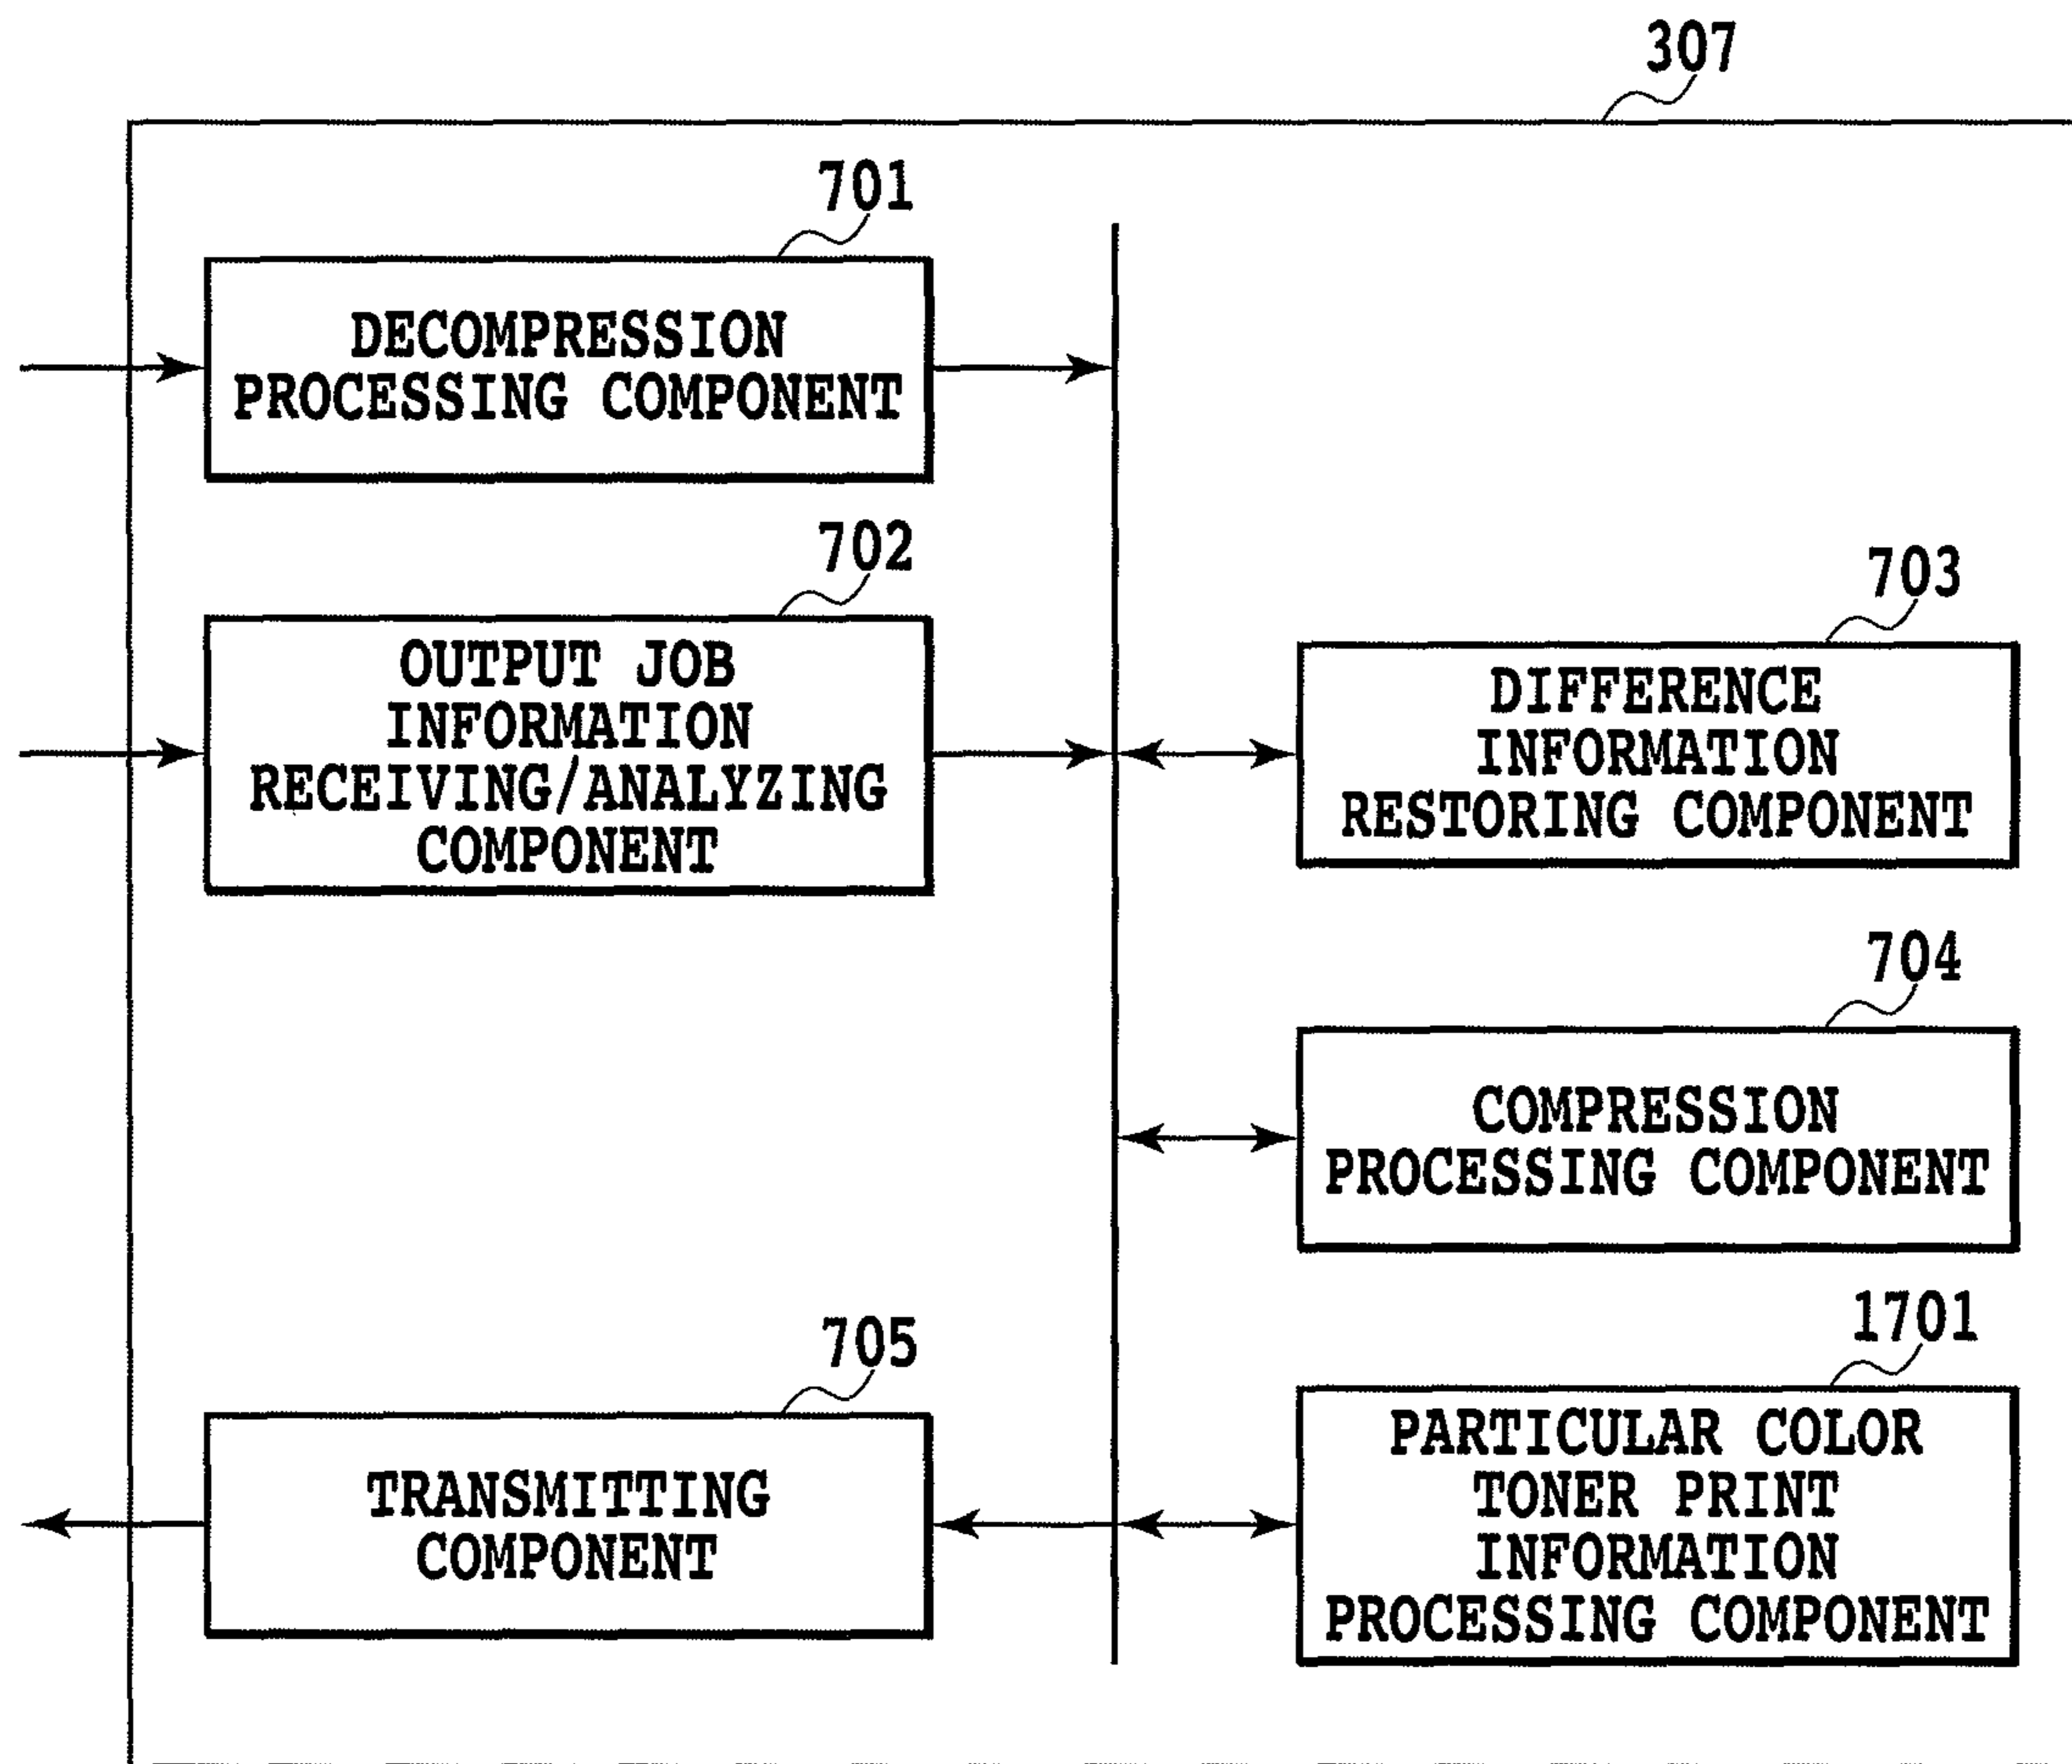 307
701
DECOMPRESSION
PROCESSING COMPONENT
702
OUTPUT JOB
INFORMATION
RECEIVING/ANALYZING
COMPONENT
703
DIFFERENCE
INFORMATION
RESTORING COMPONENT
704
COMPRESSION
PROCESSING COMPONENT
705
TRANSMITTING
COMPONENT
1701
PARTICULAR COLOR
TONER PRINT
INFORMATION
PROCESSING COMPONENT